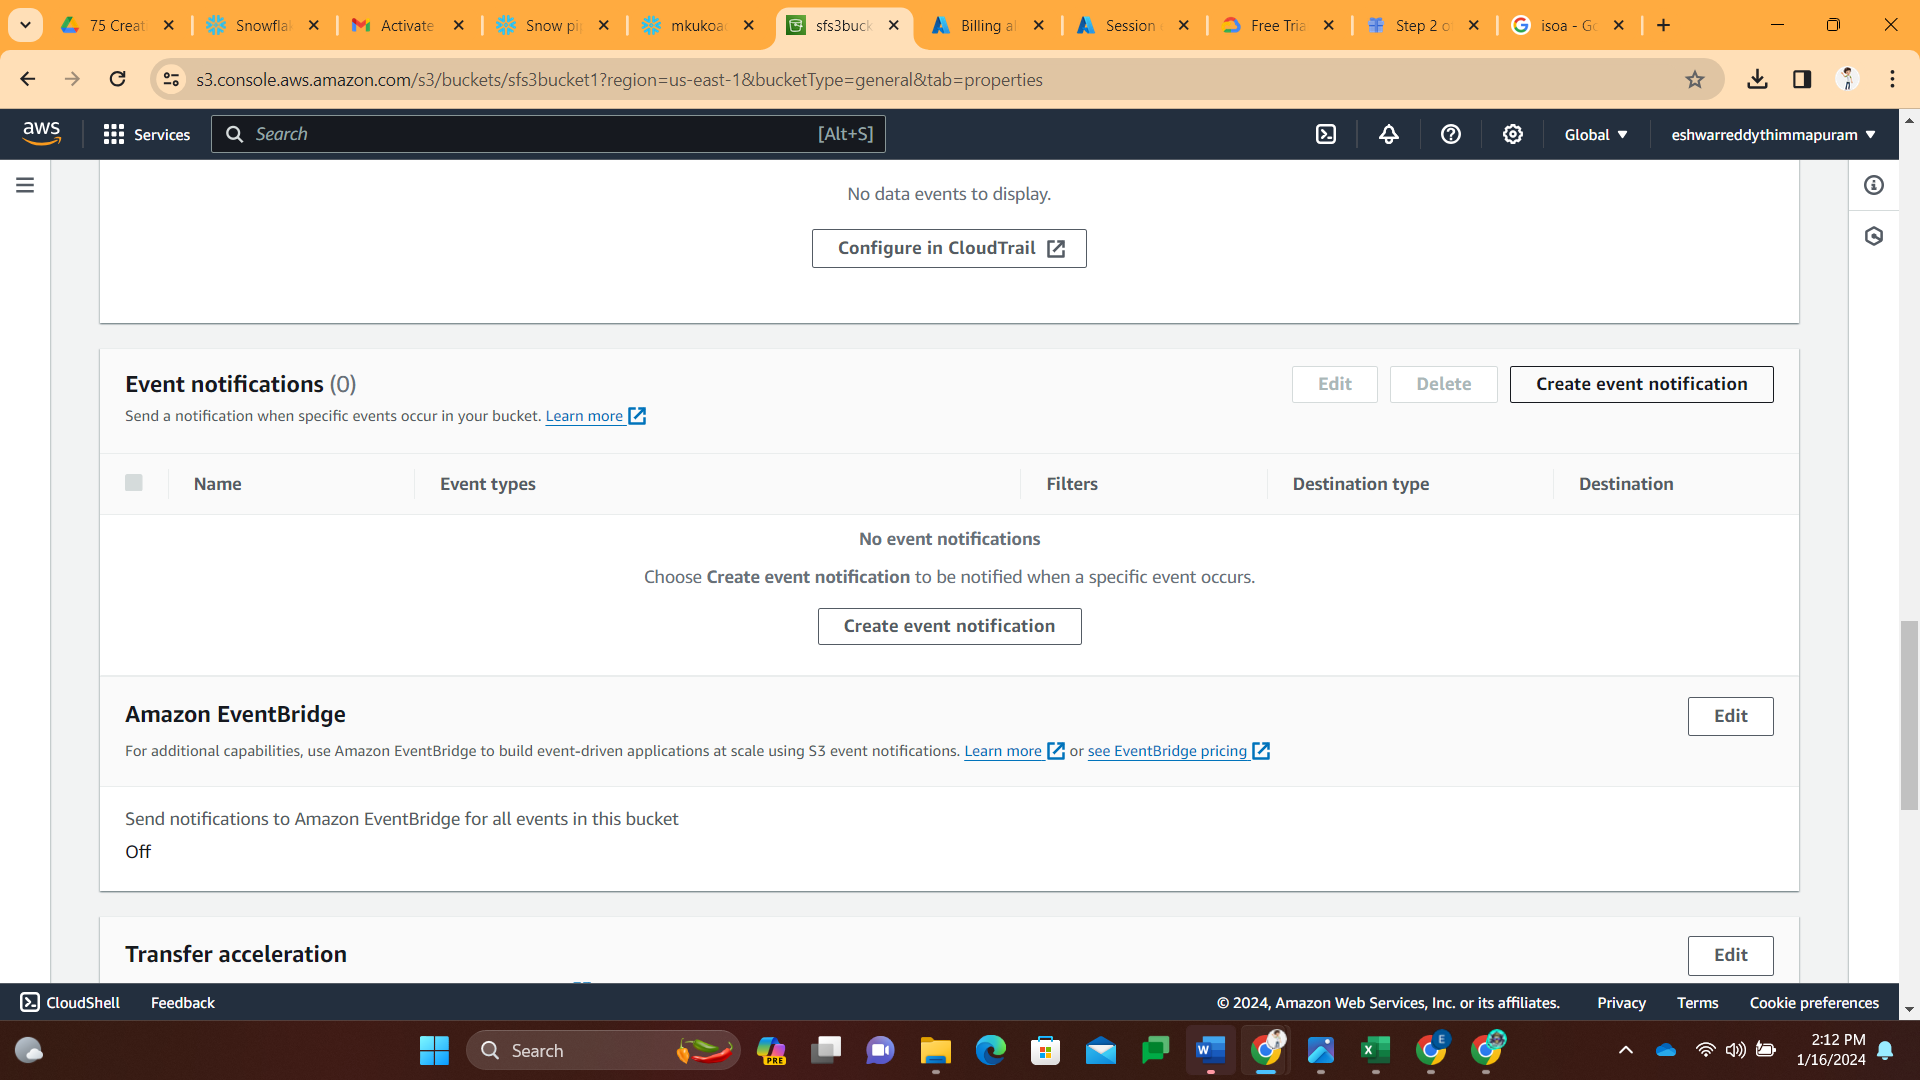 75 Creati
Snowflak
Activate
Snow pip
mkukoac
sfs3buck
Billing al
Session
Free Tria
Step 2 o
isoa - Go
s3.console.aws.amazon.com/s3/buckets/sfs3bucket1?region=us-east-1&bucketType=general&tab=properties
aws
Services
Search
[Alt+S]
Global
eshwarreddythimmapuram
No data events to display.
Configure in CloudTrail
Event notifications (0)
Edit
Delete
Create event notification
Send a notification when specific events occur in your bucket. Learn more
Name
Event types
Filters
Destination type
Destination
No event notifications
Choose Create event notification to be notified when a specific event occurs.
Create event notification
Amazon EventBridge
Edit
For additional capabilities, use Amazon EventBridge to build event-driven applications at scale using S3 event notifications. Learn more or see EventBridge pricing
Send notifications to Amazon EventBridge for all events in this bucket
Off
Transfer acceleration
Edit
CloudShell
Feedback
© 2024, Amazon Web Services, Inc. or its affiliates.
Privacy
Terms
Cookie preferences
Search
PRE
W
X
E
2:12 PM
1/16/2024